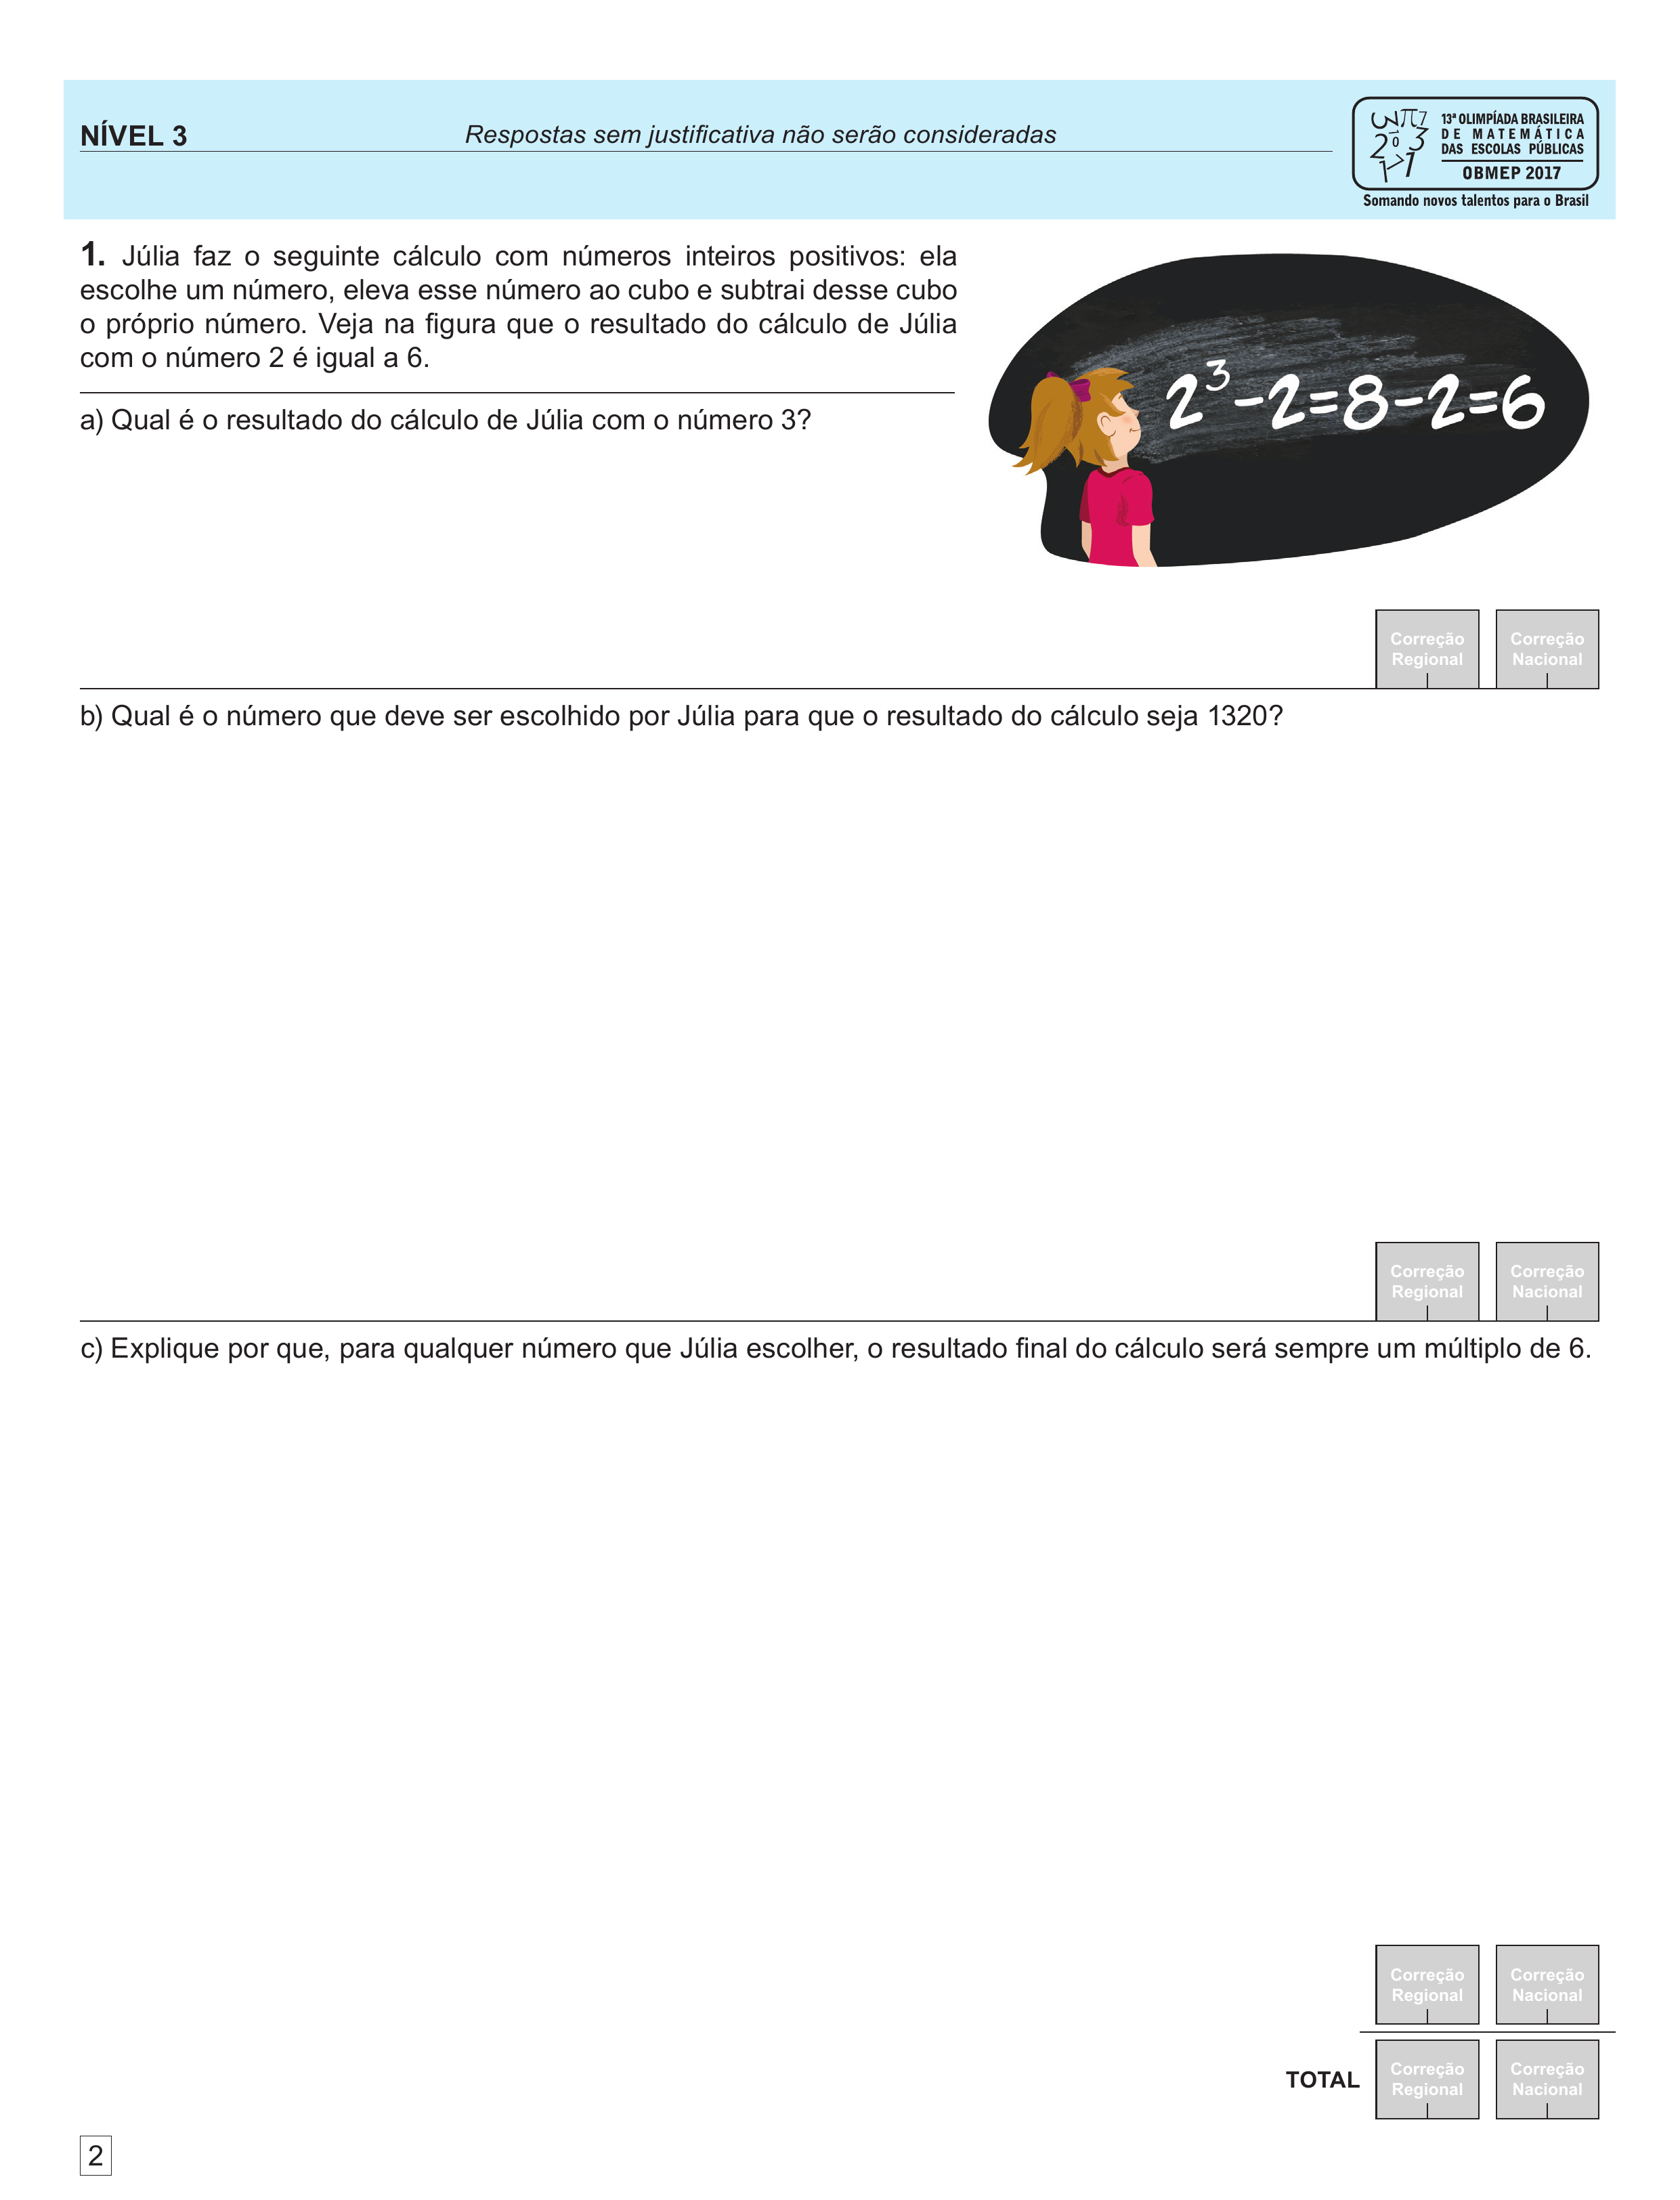 NÍVEL 3
Respostas sem justificativa não serão consideradas
13ª OLIMPÍADA BRASILEIRA
DE MATEMÁTICA
DAS ESCOLAS PÚBLICAS
OBMEP 2017
Somando novos talentos para o Brasil
1. Júlia faz o seguinte cálculo com números inteiros positivos: ela
escolhe um número, eleva esse número ao cubo e subtrai desse cubo
o próprio número. Veja na figura que o resultado do cálculo de Júlia
com o número 2 é igual a 6.
2³-2=8-2=6
a) Qual é o resultado do cálculo de Júlia com o número 3?
Correção
Regional
Correção
Nacional
b) Qual é o número que deve ser escolhido por Júlia para que o resultado do cálculo seja 1320?
Correção
Regional
Correção
Nacional
c) Explique por que, para qualquer número que Júlia escolher, o resultado final do cálculo será sempre um múltiplo de 6.
Correção
Regional
Correção
Nacional
TOTAL
Correção
Regional
Correção
Nacional
2